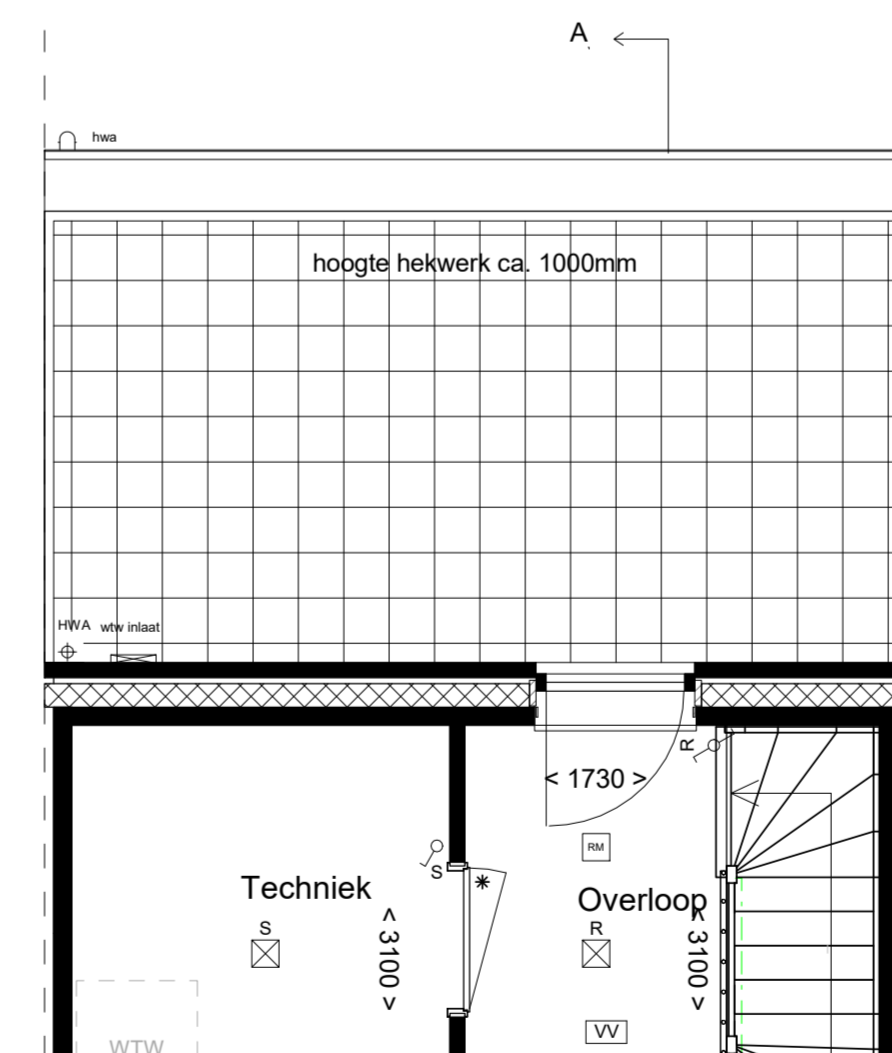 A
hwa
hoogte hekwerk ca. 1000mm
HWA
wtw inlaat
R
< 1730 >
RM
S
Techniek
Overloop
S
R
< 3100 >
< 3100 >
VV
WTW